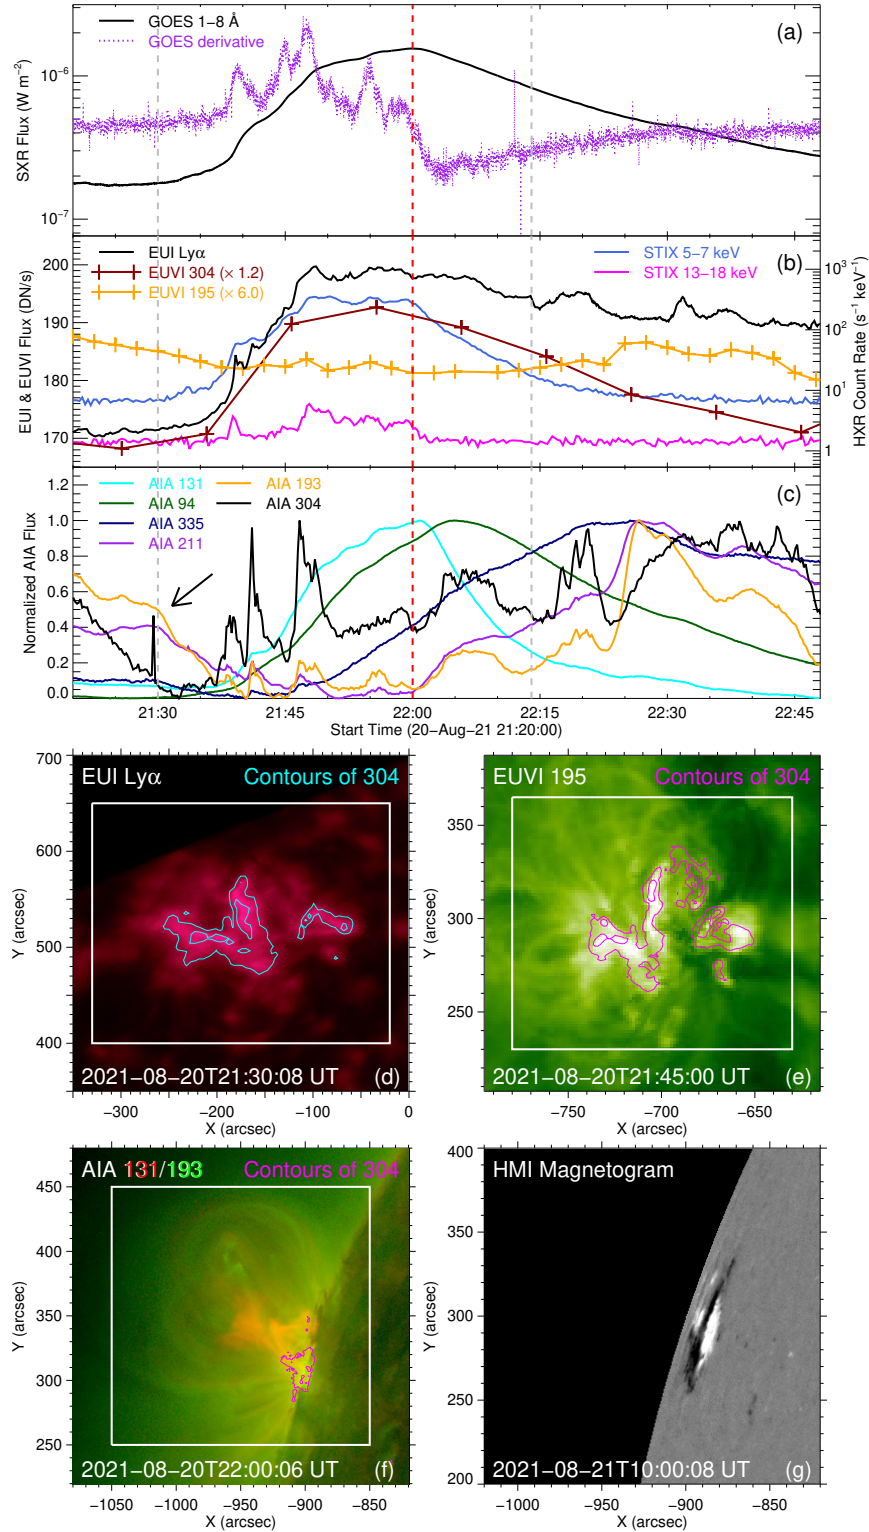 GOES 1−8 Å
GOES derivative
(a)
SXR Flux (W m⁻²)
10⁻⁶
10⁻⁷
EUI Lyα
EUVI 304 (× 1.2)
EUVI 195 (× 6.0)
STIX 5−7 keV
STIX 13−18 keV
(b)
EUI & EUVI Flux (DN/s)
200
190
180
170
10³
10²
10
1
HXR Count Rate (s⁻¹ keV⁻¹)
AIA 131
AIA 94
AIA 335
AIA 211
AIA 193
AIA 304
(c)
Normalized AIA Flux
1.2
1.0
0.8
0.6
0.4
0.2
0.0
21:30 21:45 22:00 22:15 22:30 22:45
Start Time (20−Aug−21 21:20:00)
EUI Lyα Contours of 304
2021−08−20T21:30:08 UT (d)
Y (arcsec)
700
600
500
400
−300 −200 −100 0
X (arcsec)
EUVI 195 Contours of 304
2021−08−20T21:45:00 UT (e)
Y (arcsec)
350
300
250
−750 −700 −650
X (arcsec)
AIA 131/193 Contours of 304
2021−08−20T22:00:06 UT (f)
Y (arcsec)
450
400
350
300
250
−1050 −1000 −950 −900 −850
X (arcsec)
HMI Magnetogram
2021−08−21T10:00:08 UT (g)
Y (arcsec)
400
350
300
250
200
−1000 −950 −900 −850
X (arcsec)